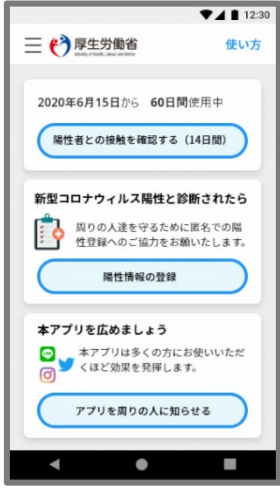 12:30
厚生労働省
Ministry of Health, Labour and Welfare
使い方
2020年6月15日から 60日間使用中
陽性者との接触を確認する（14日間）
新型コロナウィルス陽性と診断されたら
周りの人達を守るために匿名での陽
性登録へのご協力をお願いいたします。
陽性情報の登録
本アプリを広めましょう
本アプリは多くの方にお使いいただ
くほど効果を発揮します。
アプリを周りの人に知らせる